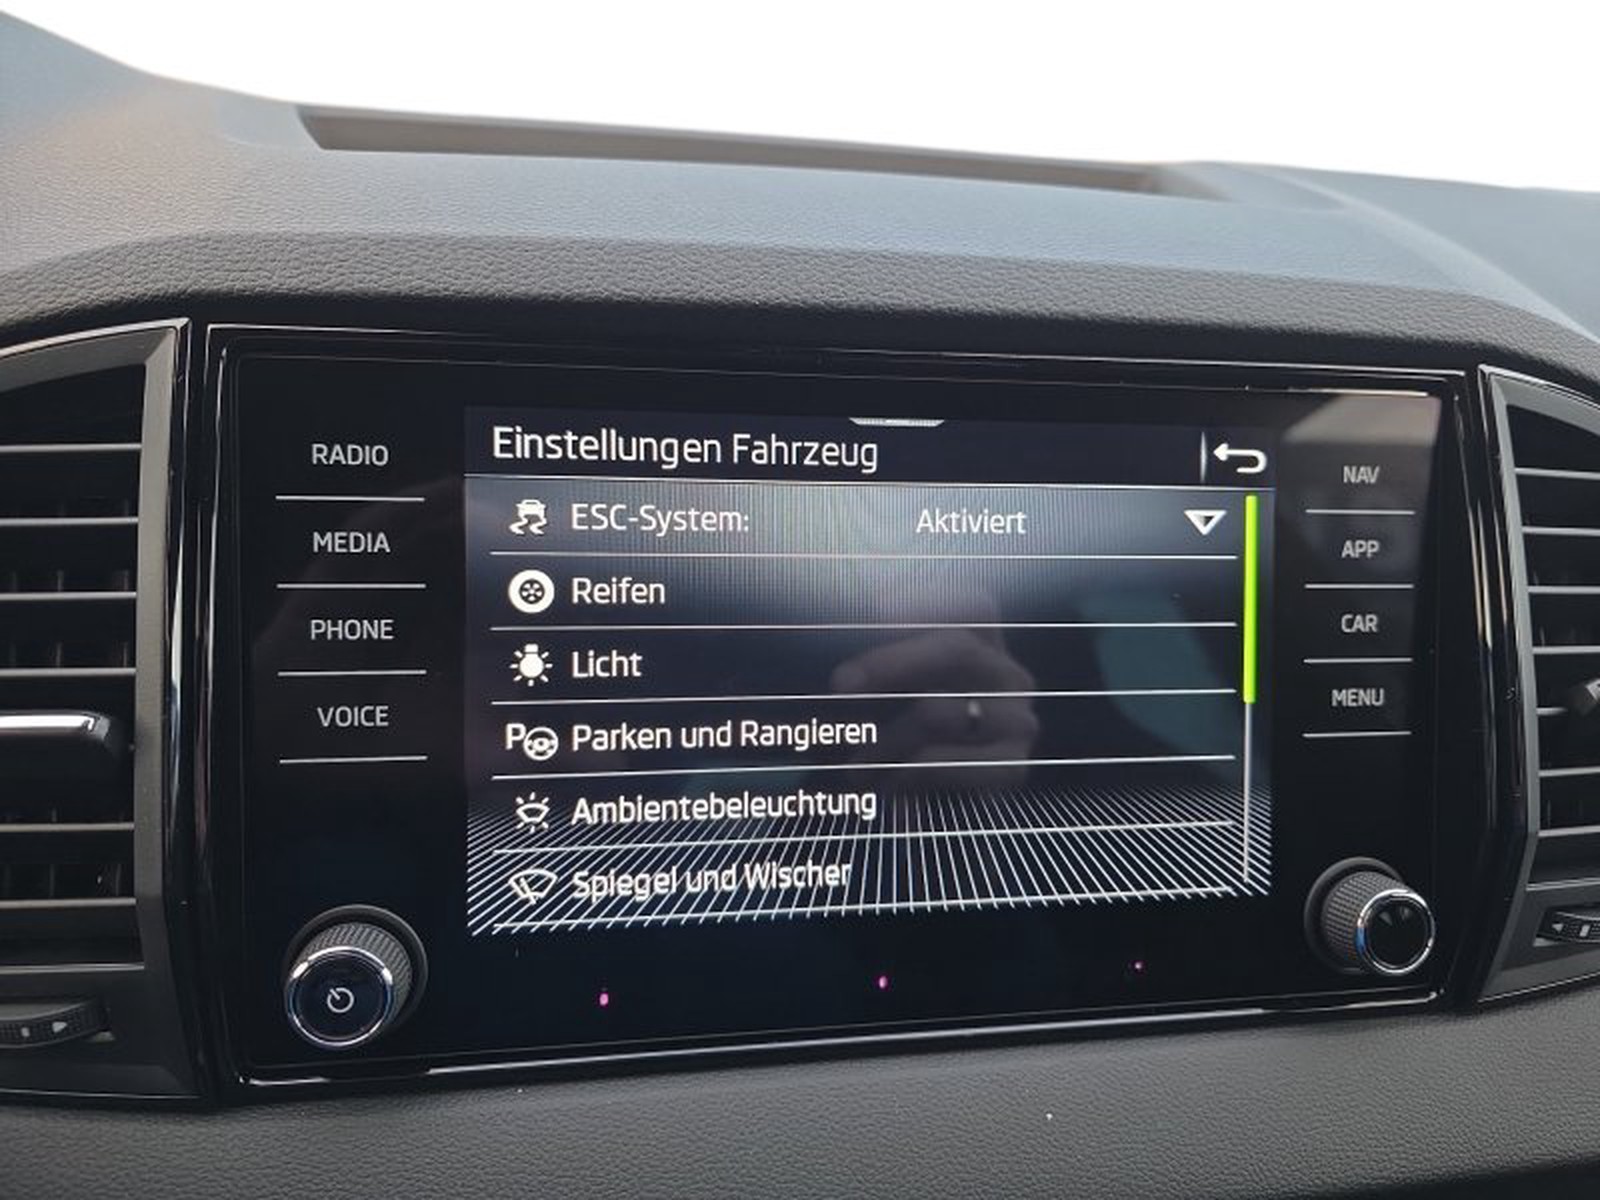 RADIO
MEDIA
PHONE
VOICE
Einstellungen Fahrzeug
ESC-System: Aktiviert
Reifen
Licht
Parken und Rangieren
Ambientebeleuchtung
Spiegel und Wischer
NAV
APP
CAR
MENU